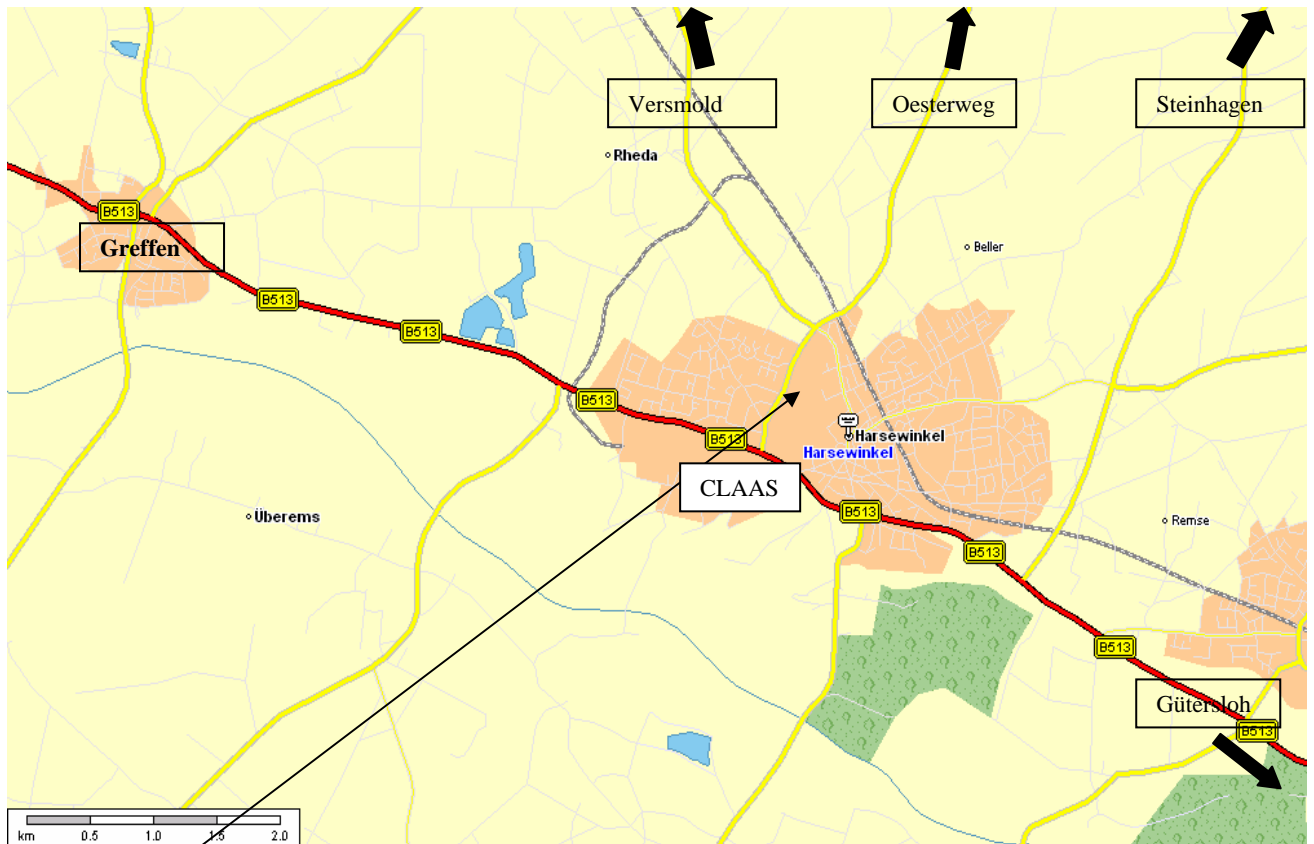 Versmold
Oesterweg
Steinhagen
Rheda
B513
Greffen
Beller
B513
B513
B513
B513
Harsewinkel
Harsewinkel
CLAAS
B513
Überems
Remse
B513
B513
Gütersloh
B513
km 0.5 1.0 1.5 2.0